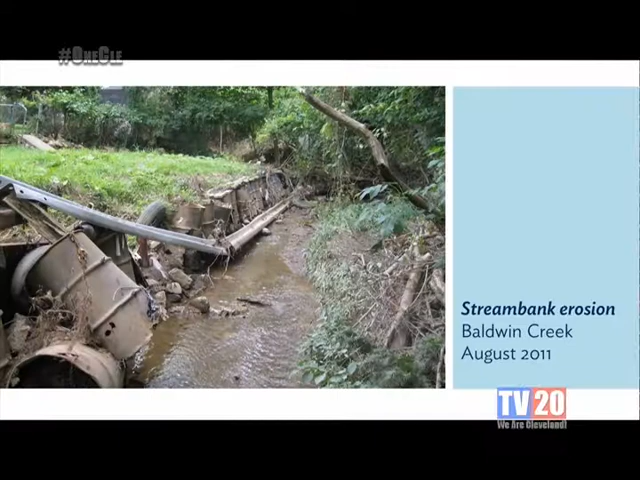 #OneCle
Streambank erosion
Baldwin Creek
August 2011
TV20
We Are Cleveland!